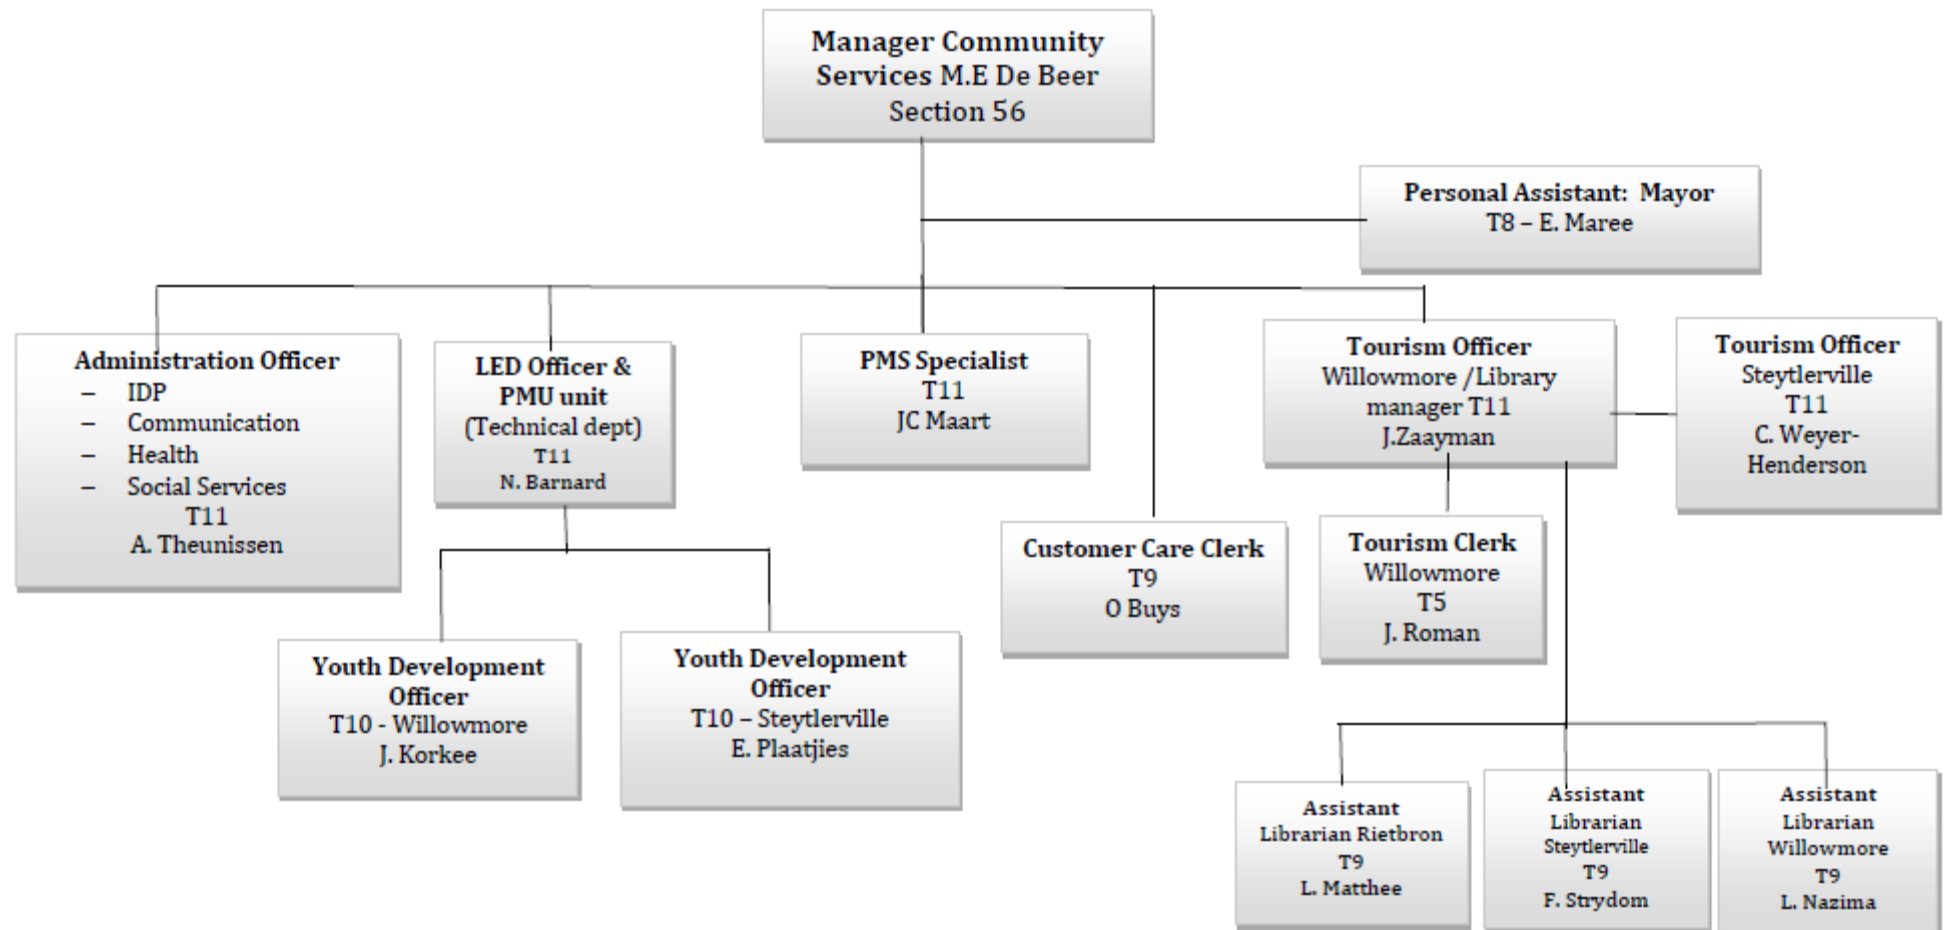 Manager Community
Services M.E De Beer
Section 56
Personal Assistant:  Mayor
T8 – E. Maree
Administration Officer
– IDP
– Communication
– Health
– Social Services
T11
A. Theunissen
LED Officer &
PMU unit
(Technical dept)
T11
N. Barnard
PMS Specialist
T11
JC Maart
Tourism Officer
Willowmore /Library
manager T11
J.Zaayman
Tourism Officer
Steytlerville
T11
C. Weyer-
Henderson
Customer Care Clerk
T9
O Buys
Tourism Clerk
Willowmore
T5
J. Roman
Youth Development
Officer
T10 - Willowmore
J. Korkee
Youth Development
Officer
T10 – Steytlerville
E. Plaatjies
Assistant
Librarian Rietbron
T9
L. Matthee
Assistant
Librarian
Steytlerville
T9
F. Strydom
Assistant
Librarian
Willowmore
T9
L. Nazima